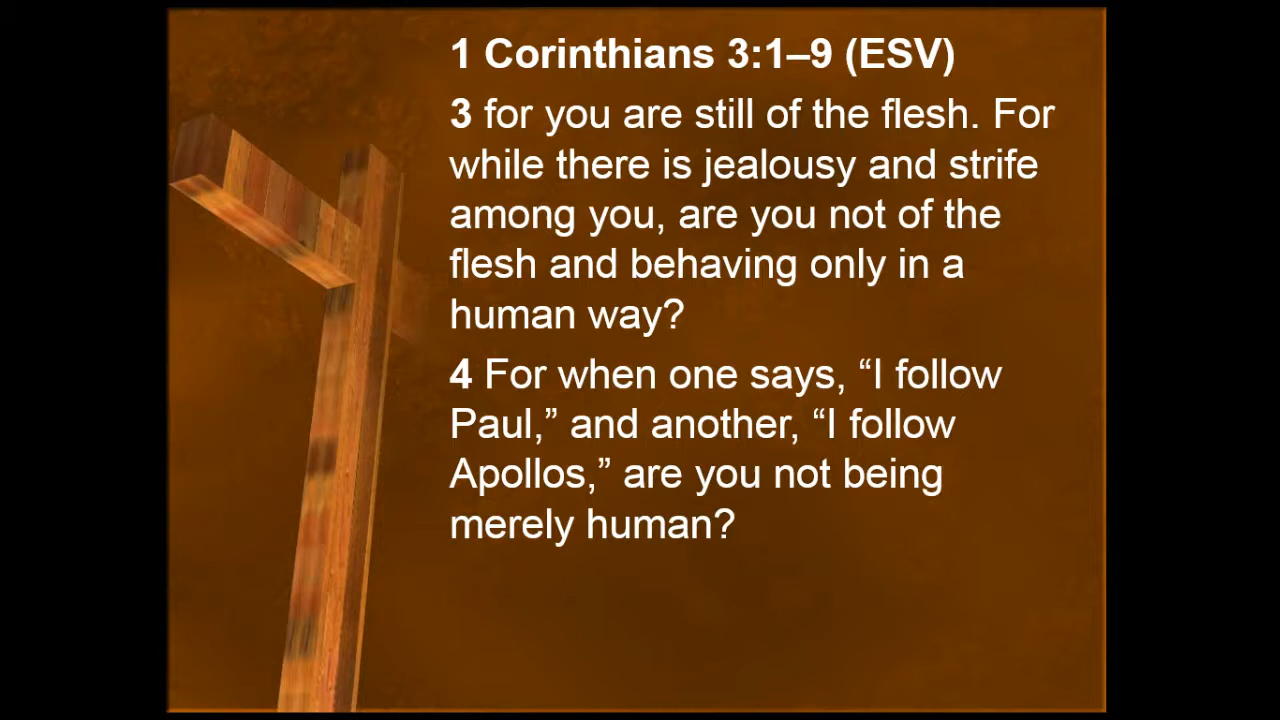 1 Corinthians 3:1–9 (ESV)
3 for you are still of the flesh. For
while there is jealousy and strife
among you, are you not of the
flesh and behaving only in a
human way?
4 For when one says, “I follow
Paul,” and another, “I follow
Apollos,” are you not being
merely human?